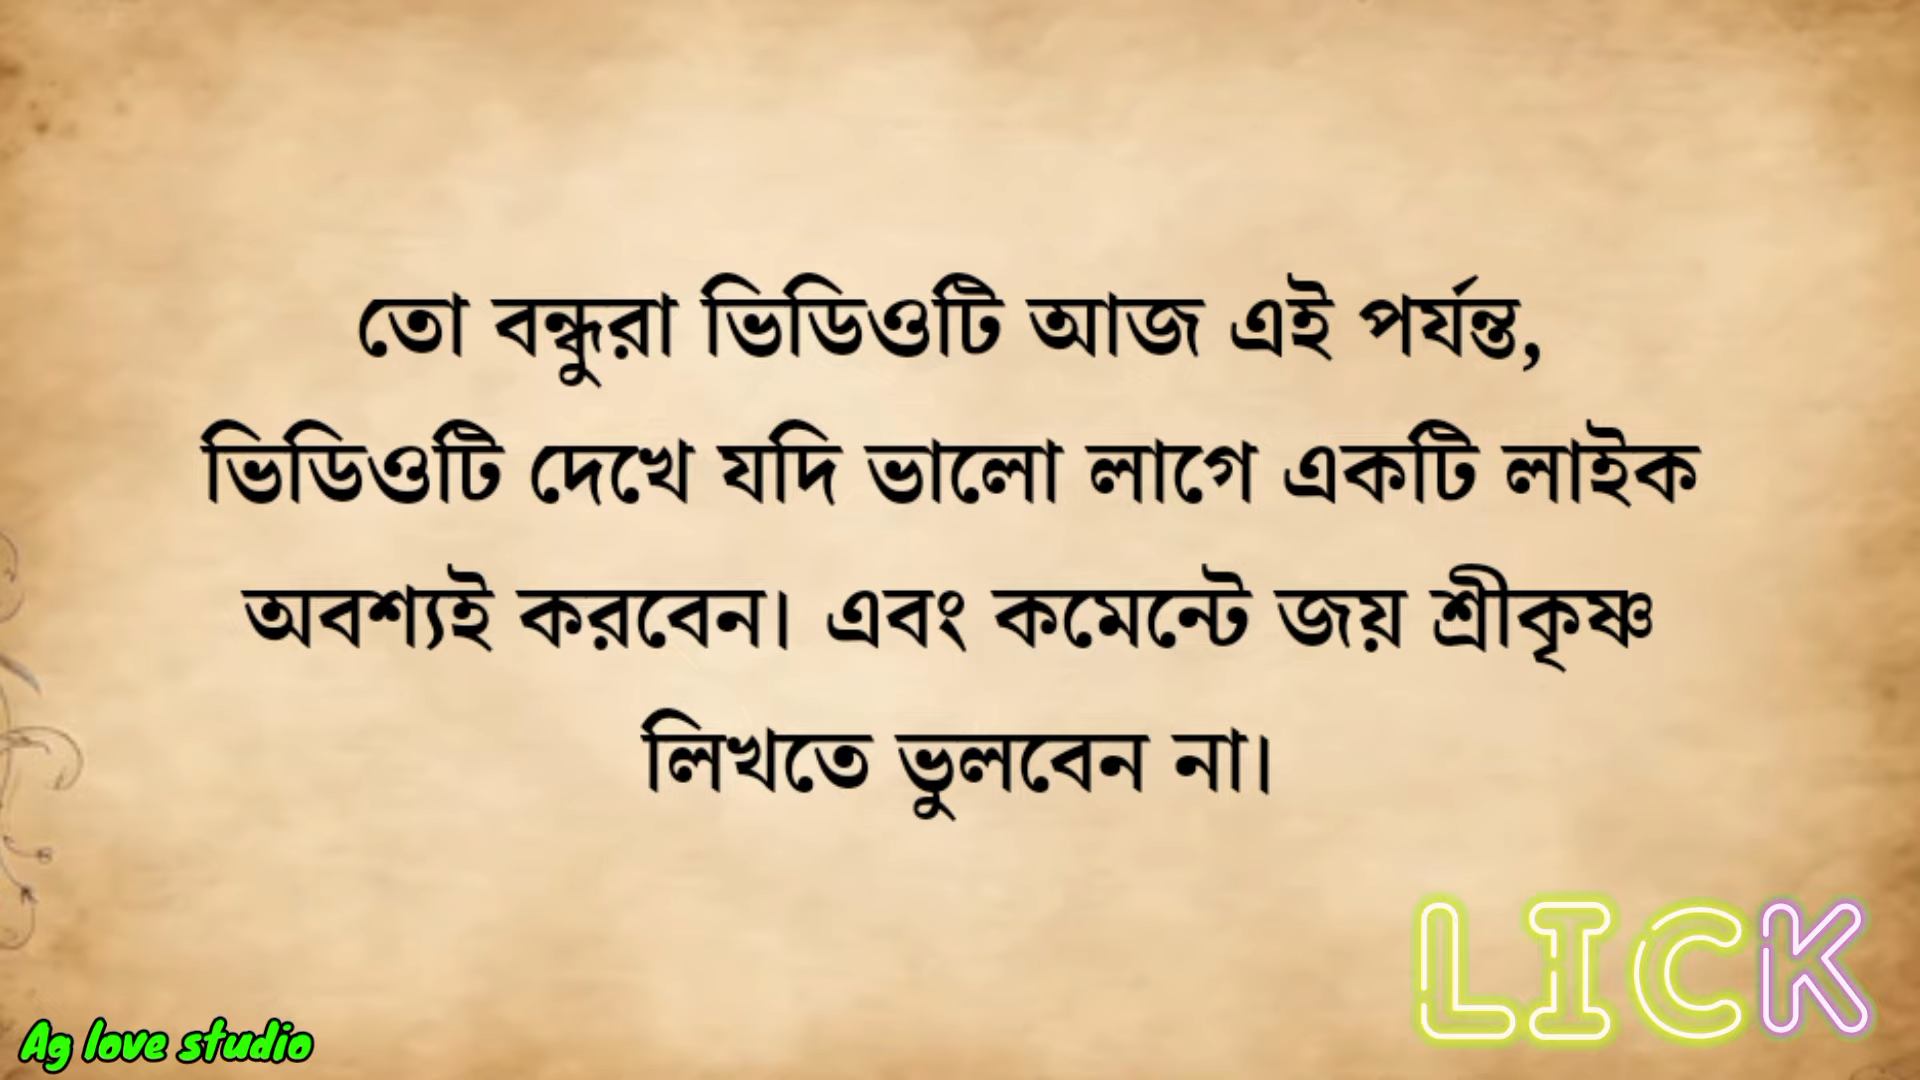 তো বন্ধুরা ভিডিওটি আজ এই পর্যন্ত,
ভিডিওটি দেখে যদি ভালো লাগে একটি লাইক
অবশ্যই করবেন। এবং কমেন্টে জয় শ্রীকৃষ্ণ
লিখতে ভুলবেন না।
LICK
Ag love studio